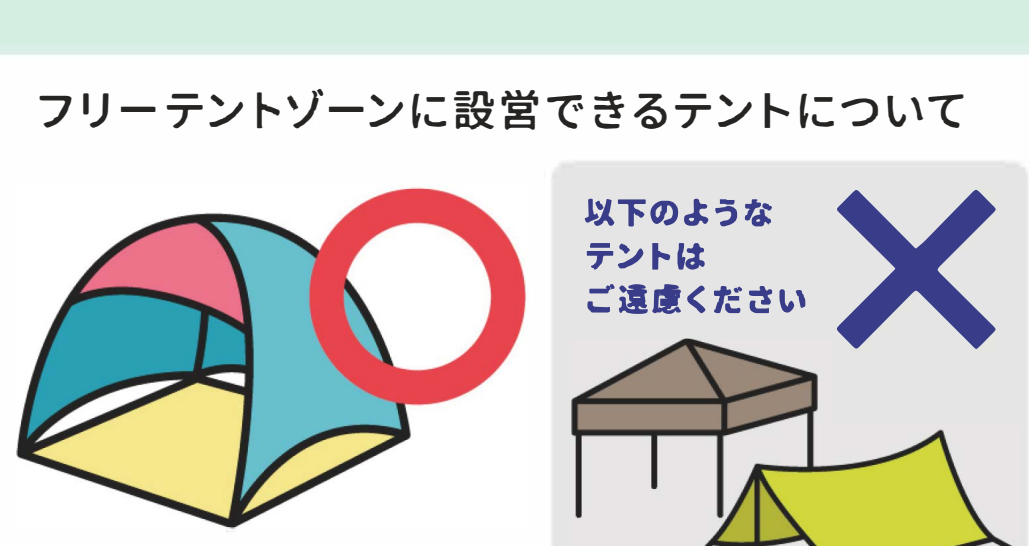 フリーテントゾーンに設営できるテントについて
以下のような
テントは
ご遠慮ください